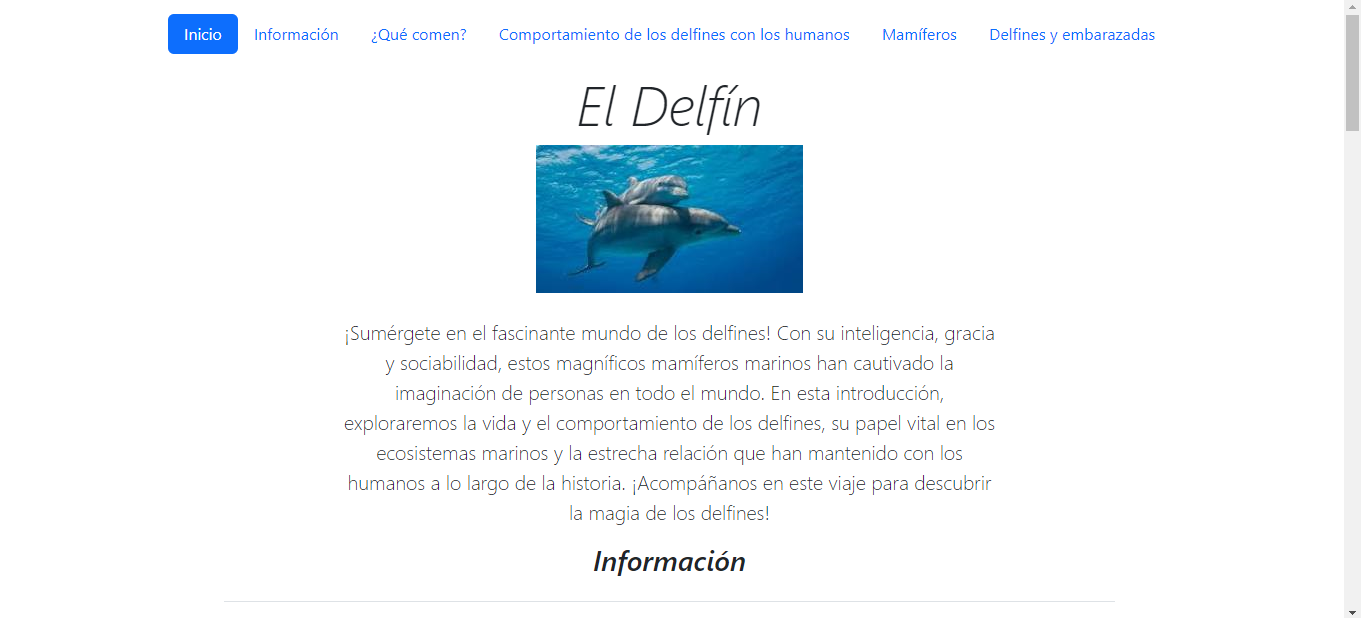 Inicio Información ¿Qué comen? Comportamiento de los delfines con los humanos Mamíferos Delfines y embarazadas
El Delfín
¡Sumérgete en el fascinante mundo de los delfines! Con su inteligencia, gracia
y sociabilidad, estos magníficos mamíferos marinos han cautivado la
imaginación de personas en todo el mundo. En esta introducción,
exploraremos la vida y el comportamiento de los delfines, su papel vital en los
ecosistemas marinos y la estrecha relación que han mantenido con los
humanos a lo largo de la historia. ¡Acompáñanos en este viaje para descubrir
la magia de los delfines!
Información